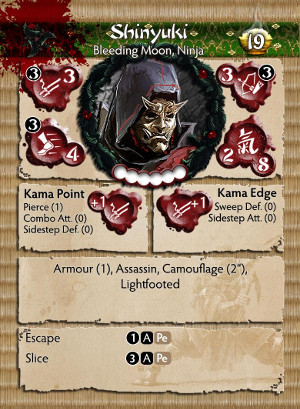 Shinyuki
Bleeding Moon, Ninja
19
3 3
3
3 4
2 氣 8
Kama Point
+1
Pierce (1)
Combo Att. (0)
Sidestep Def. (0)
+1
Kama Edge
Sweep Def. (0)
Sidestep Att. (0)
Armour (1), Assassin, Camouflage (2"),
Lightfooted
Escape 1 A Pe
Slice 3 A Pe